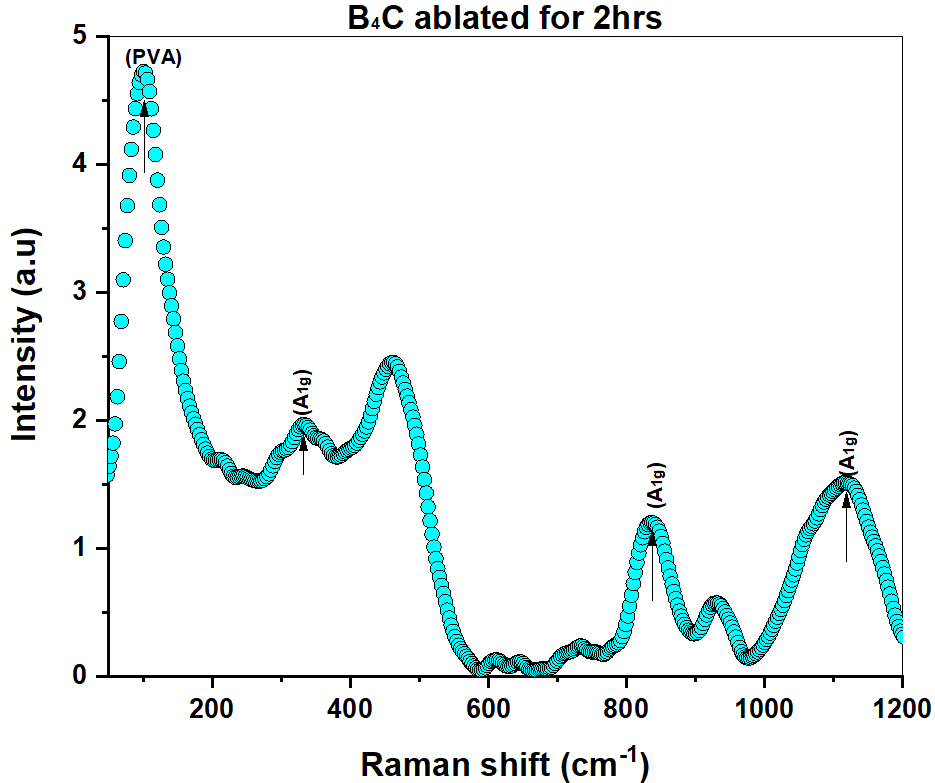 B₄C ablated for 2hrs
(PVA)
(A₁g)
(A₁g)
(A₁g)
Intensity (a.u)
5
4
3
2
1
0
200 400 600 800 1000 1200
Raman shift (cm⁻¹)